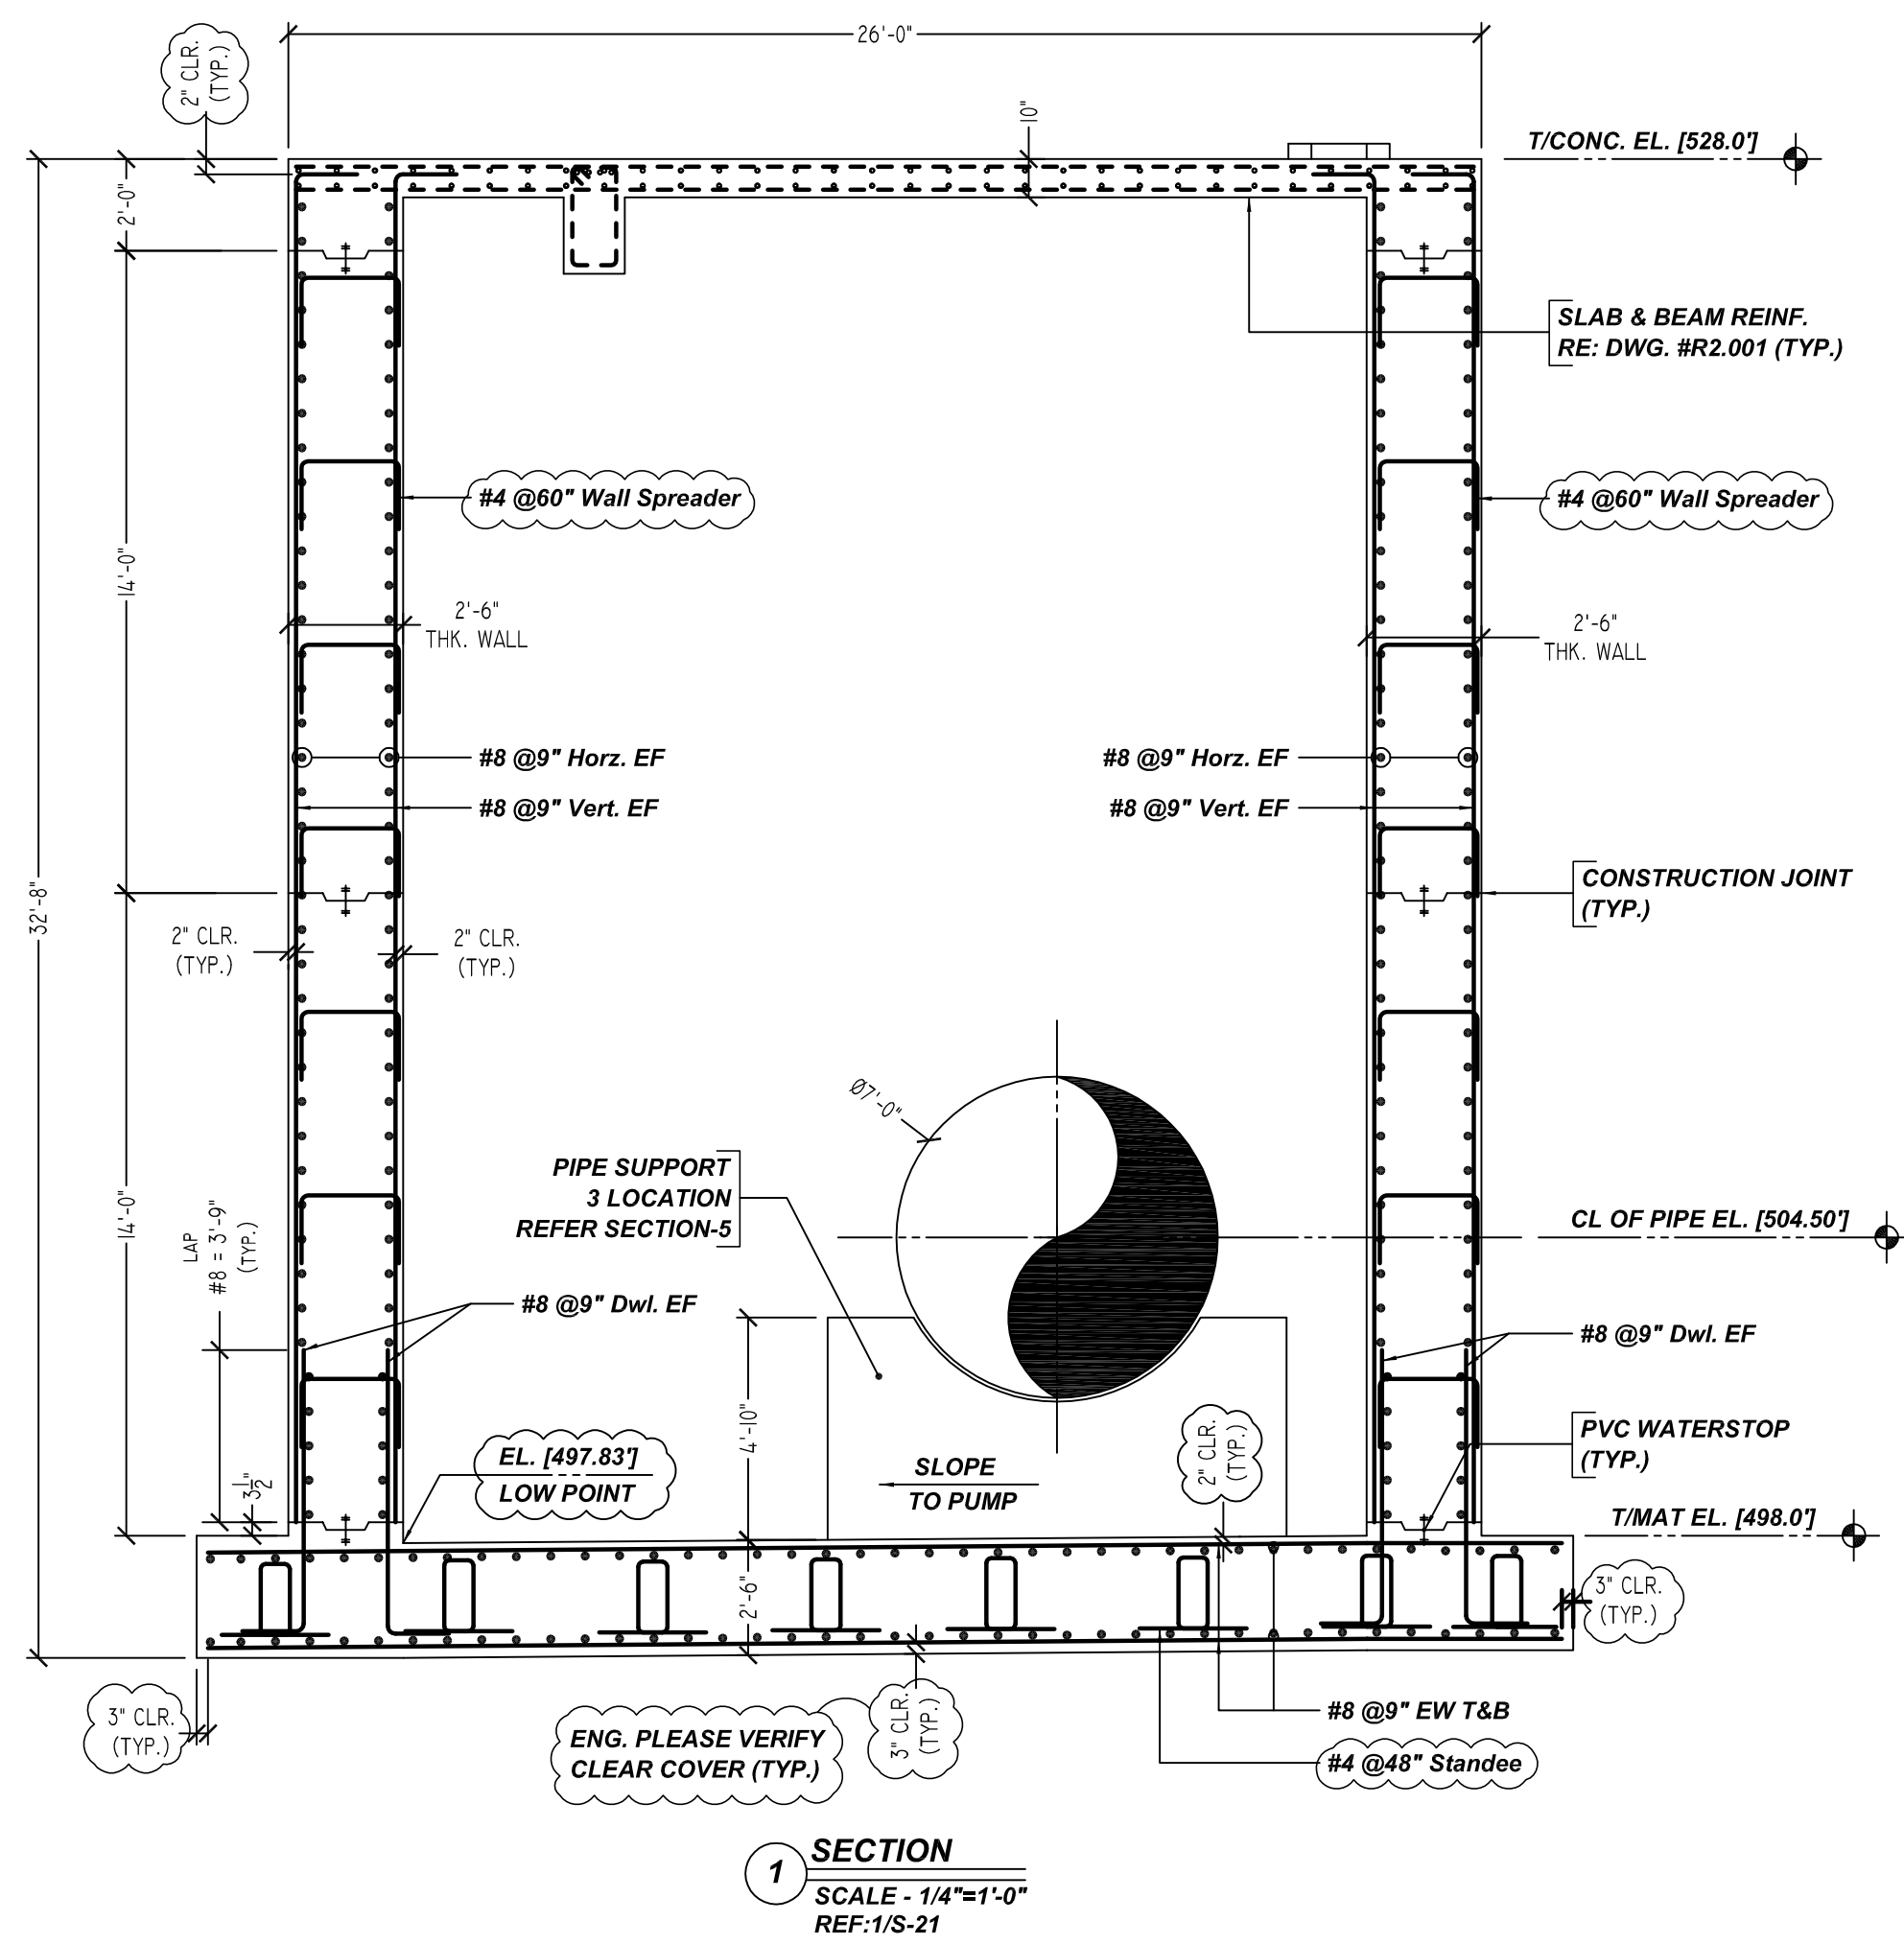 26'-0"
2" CLR.
(TYP.)
10"
T/CONC. EL. [528.0']
2'-0"
SLAB & BEAM REINF.
RE: DWG. #R2.001 (TYP.)
#4 @60" Wall Spreader
#4 @60" Wall Spreader
14'-0"
2'-6"
THK. WALL
2'-6"
THK. WALL
#8 @9" Horz. EF
#8 @9" Horz. EF
#8 @9" Vert. EF
#8 @9" Vert. EF
CONSTRUCTION JOINT
(TYP.)
32'-8"
2" CLR.
(TYP.)
2" CLR.
(TYP.)
Ø7'-0"
PIPE SUPPORT
3 LOCATION
REFER SECTION-5
CL OF PIPE EL. [504.50']
14'-0"
LAP
#8 = 3'-9"
(TYP.)
#8 @9" Dwl. EF
#8 @9" Dwl. EF
4'-10"
2" CLR.
(TYP.)
PVC WATERSTOP
(TYP.)
EL. [497.83']
LOW POINT
SLOPE
TO PUMP
3 1/2"
T/MAT EL. [498.0']
2'-6"
3" CLR.
(TYP.)
3" CLR.
(TYP.)
ENG. PLEASE VERIFY
CLEAR COVER (TYP.)
3" CLR.
(TYP.)
#8 @9" EW T&B
#4 @48" Standee
1
SECTION
SCALE - 1/4"=1'-0"
REF:1/S-21